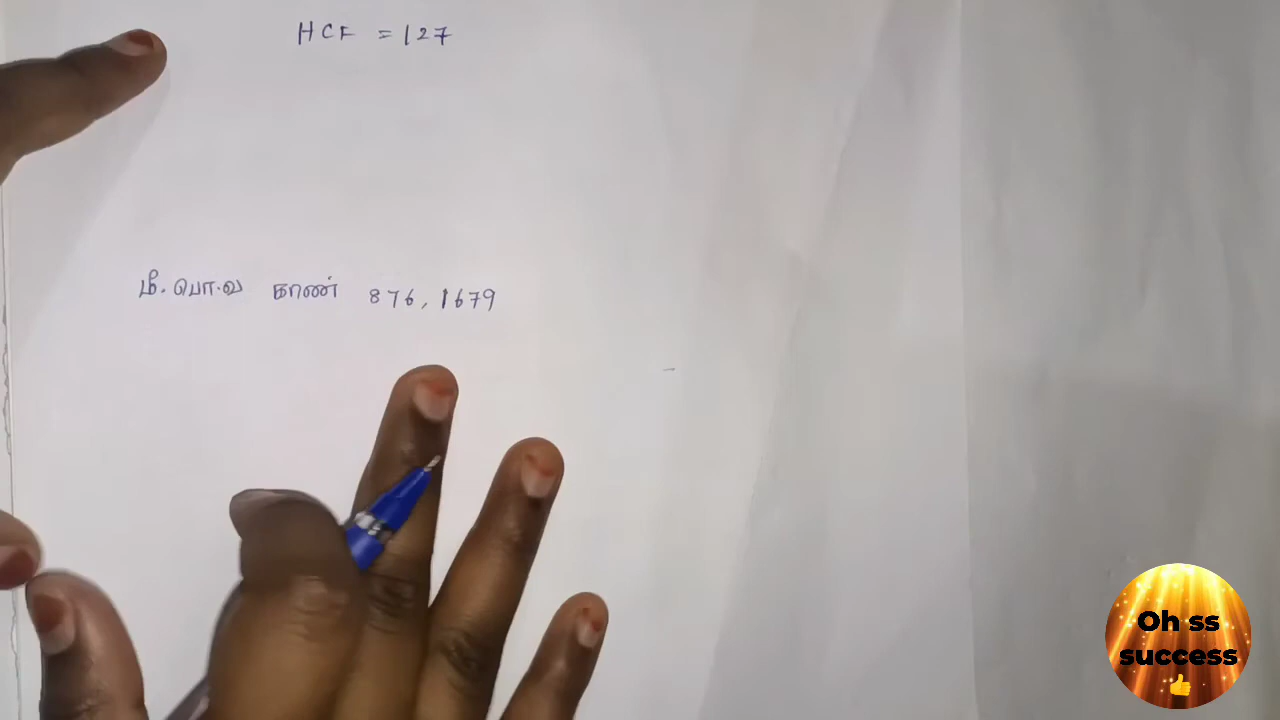 HCF = 127
மீ.பொ.வ காண் 876, 1679
Oh ss
success